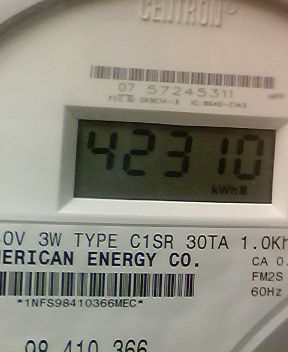 CENTRON
07 57245311
42310
kWh
0V 3W TYPE C1SR 30TA 1.0Kh
ERICAN ENERGY CO.
CA 0.
FM2S
60Hz
*1NFS98410366MEC*
98 410 366